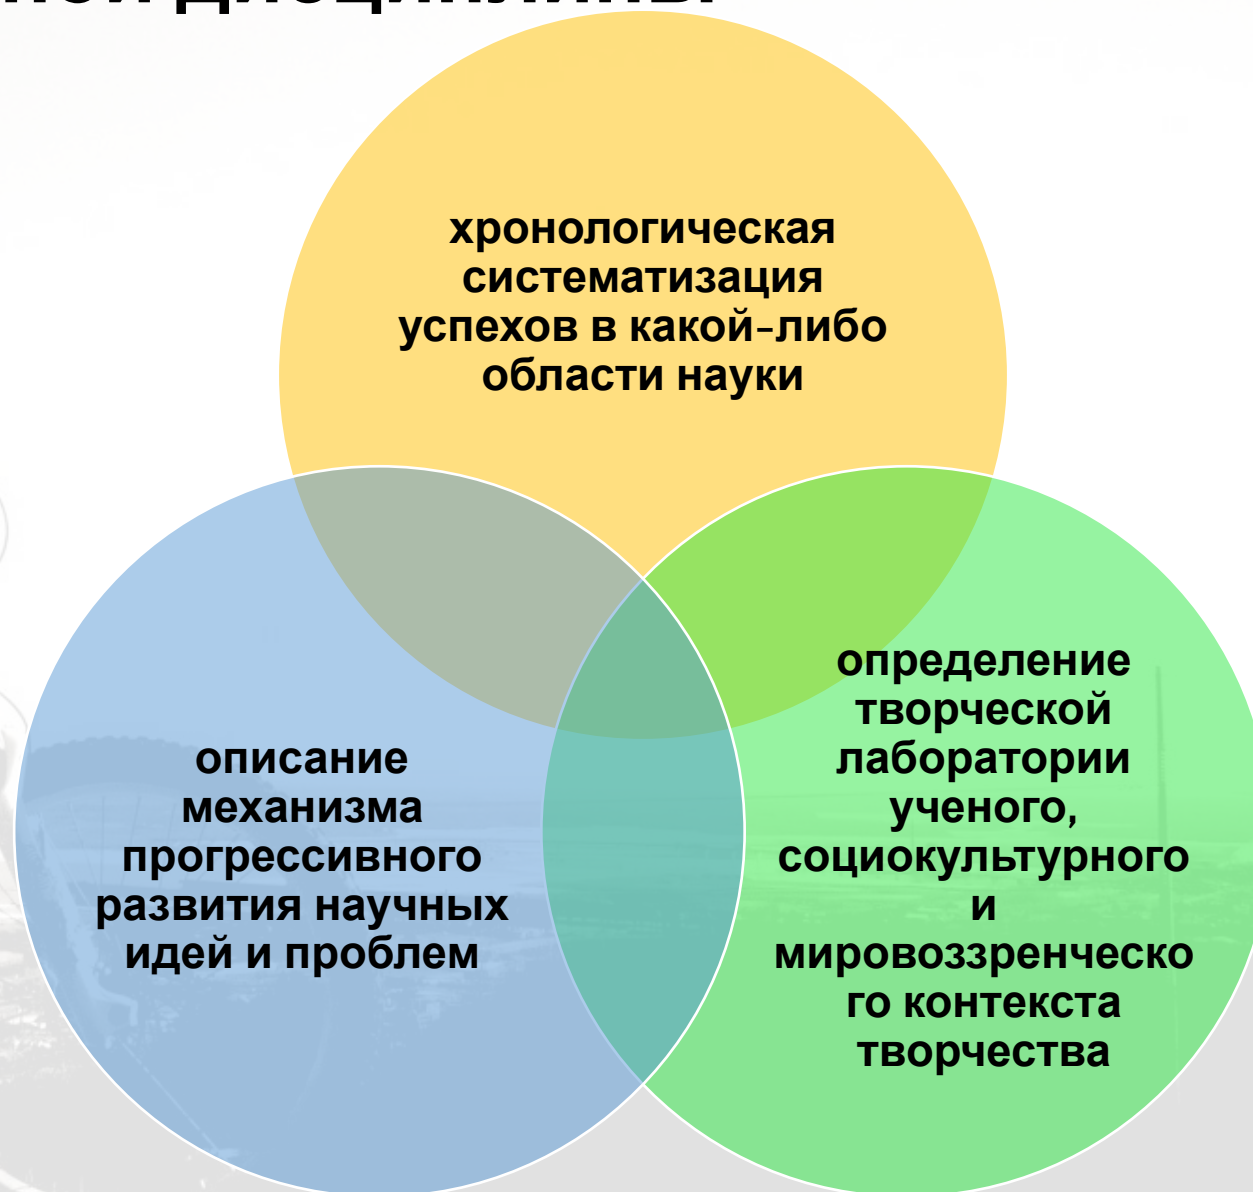 дисциплины
хронологическая
систематизация
успехов в какой-либо
области науки
описание
механизма
прогрессивного
развития научных
идей и проблем
определение
творческой
лаборатории
ученого,
социокультурного
и
мировоззренческо
го контекста
творчества